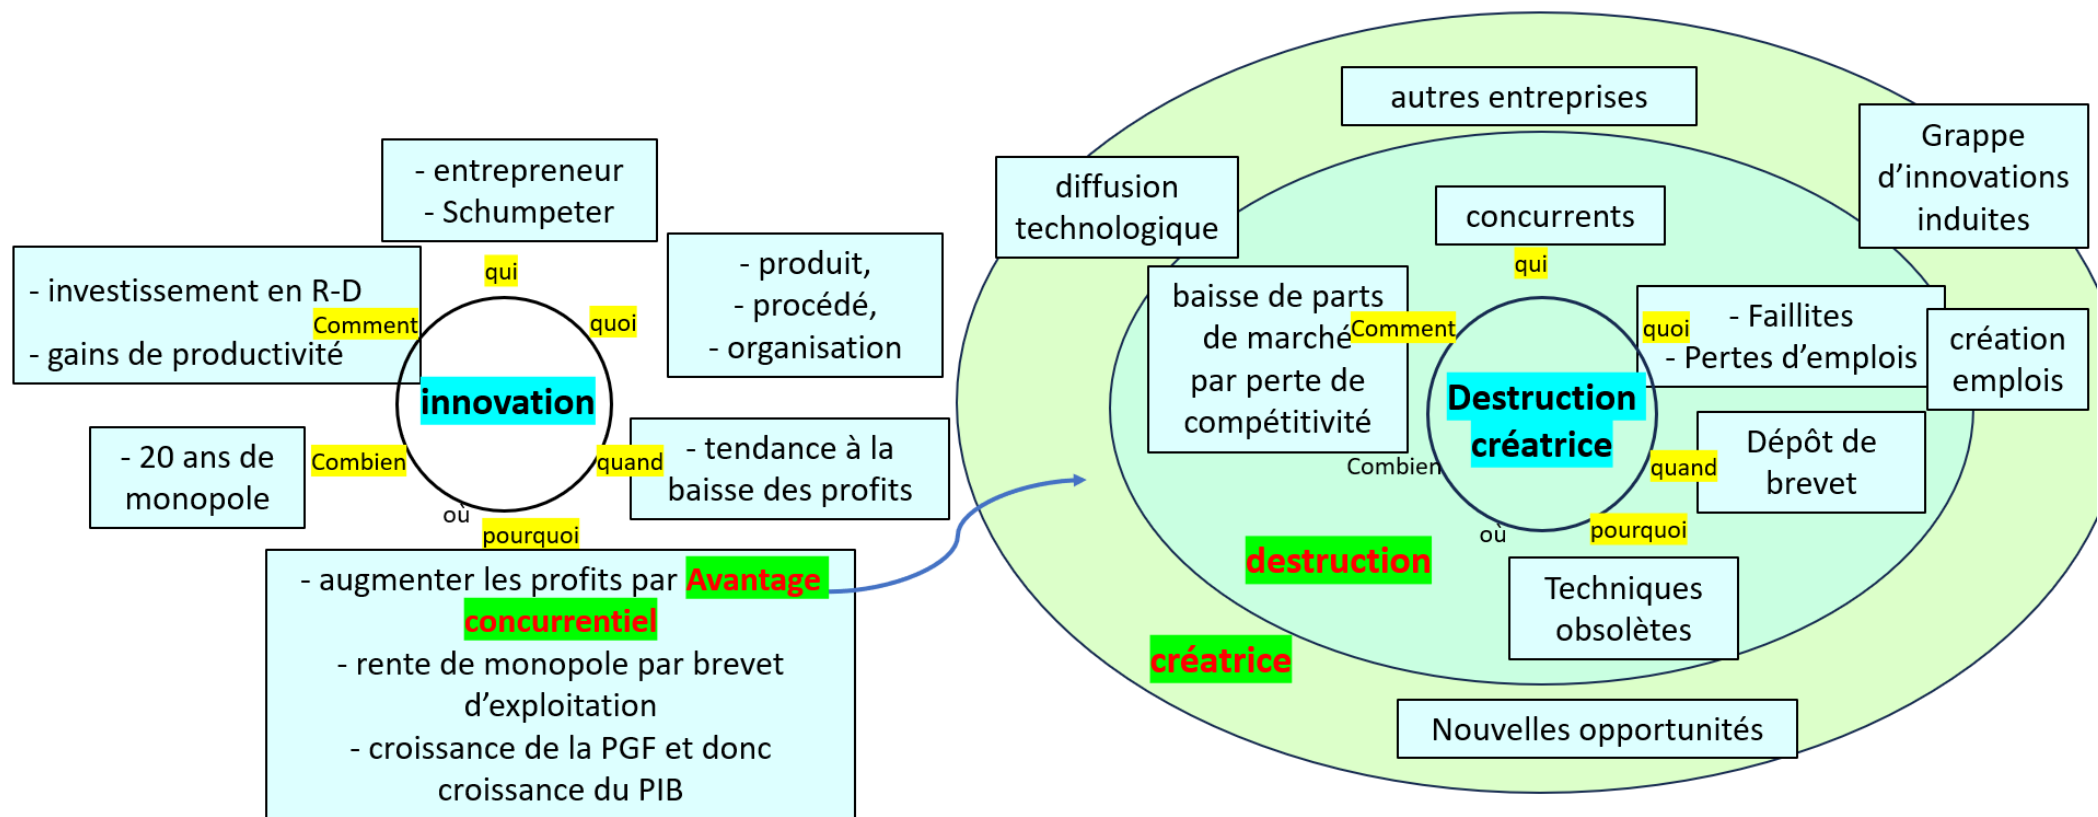 - entrepreneur
- Schumpeter
qui
- investissement en R-D
Comment
- gains de productivité
- produit,
quoi
- procédé,
- organisation
innovation
- 20 ans de
monopole
Combien
quand
- tendance à la
baisse des profits
où
pourquoi
- augmenter les profits par Avantage
concurrentiel
- rente de monopole par brevet
d’exploitation
- croissance de la PGF et donc
croissance du PIB
autres entreprises
Grappe
d’innovations
induites
diffusion
technologique
concurrents
qui
baisse de parts
de marché
par perte de
compétitivité
Comment
quoi
- Faillites
- Pertes d’emplois
création
emplois
Destruction
créatrice
Combien
quand
Dépôt de
brevet
où
pourquoi
Techniques
obsolètes
destruction
créatrice
Nouvelles opportunités